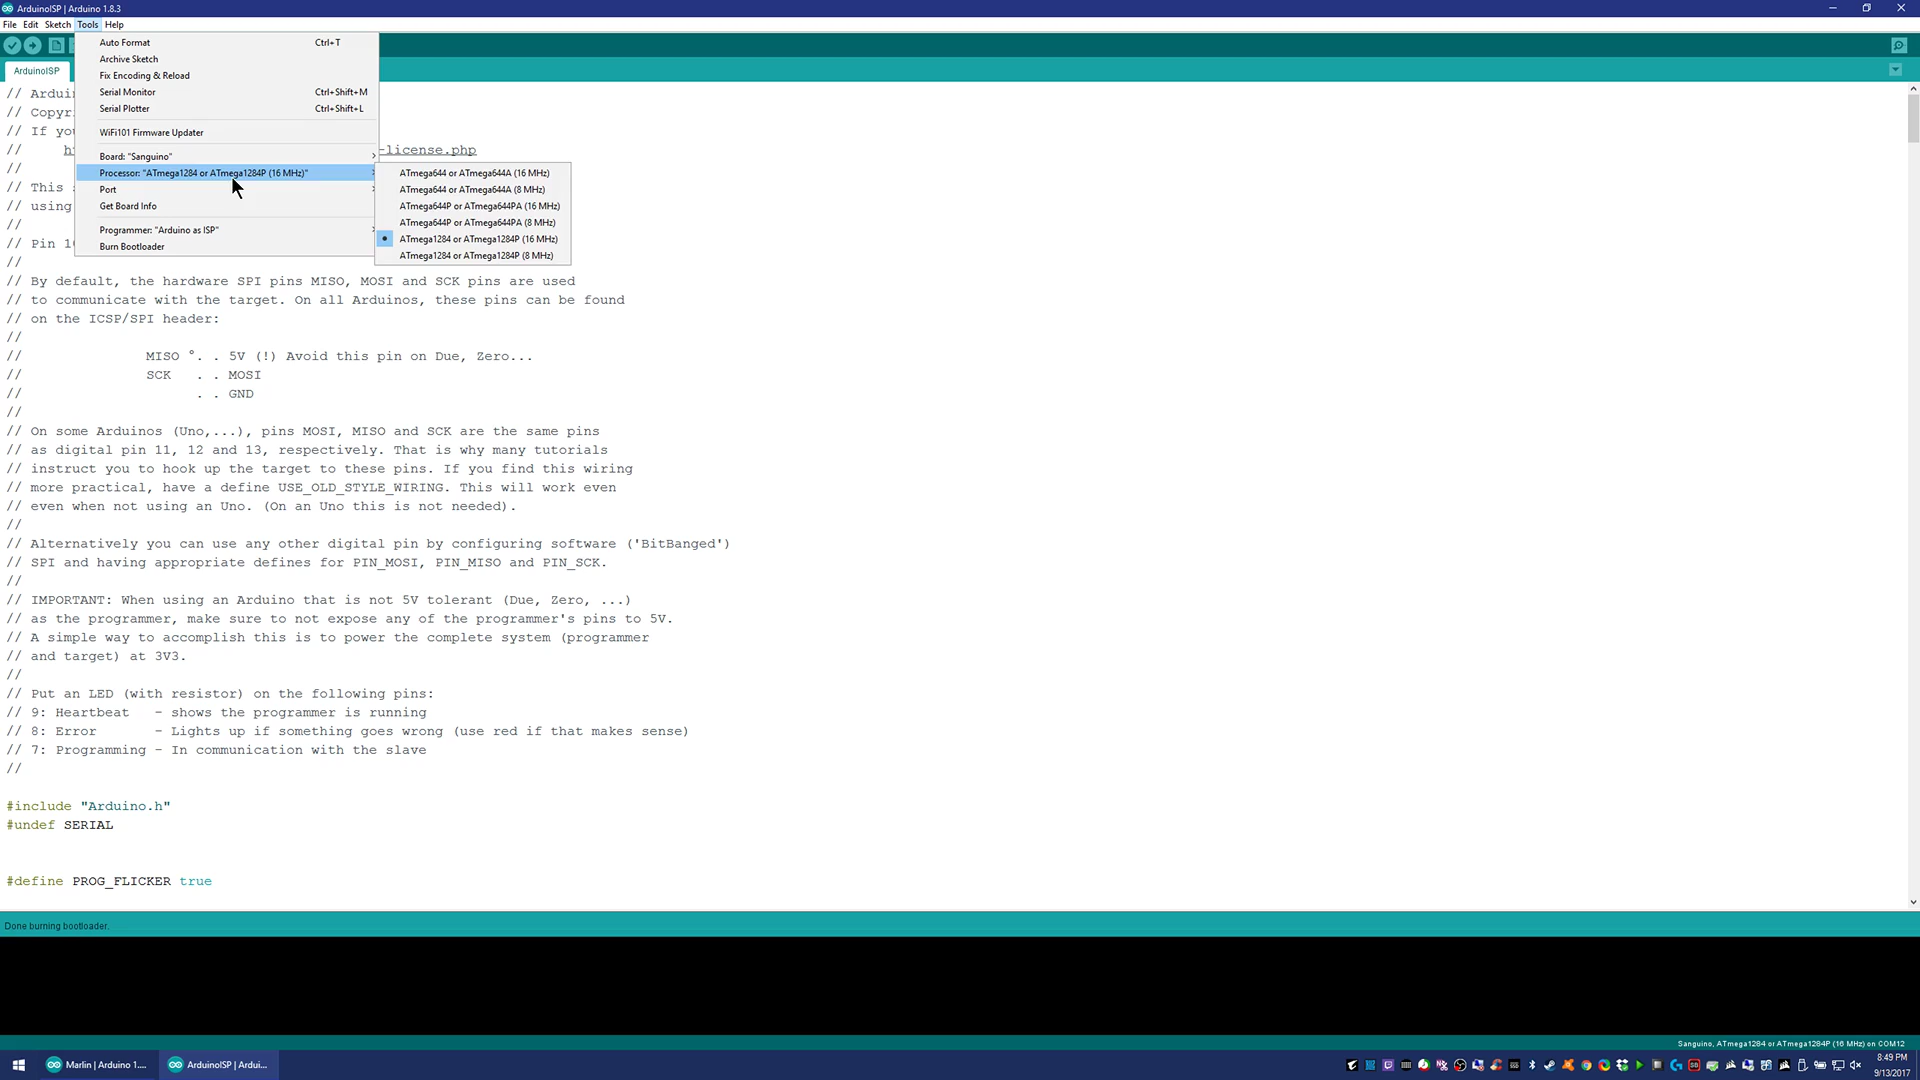 ArduinoISP | Arduino 1.8.3
File Edit Sketch Tools Help
Auto Format Ctrl+T
Archive Sketch
Fix Encoding & Reload
Serial Monitor Ctrl+Shift+M
Serial Plotter Ctrl+Shift+L
WiFi101 Firmware Updater
Board: "Sanguino"
Processor: "ATmega1284 or ATmega1284P (16 MHz)"
Port
Get Board Info
Programmer: "Arduino as ISP"
Burn Bootloader
ATmega644 or ATmega644A (16 MHz)
ATmega644 or ATmega644A (8 MHz)
ATmega644P or ATmega644PA (16 MHz)
ATmega644P or ATmega644PA (8 MHz)
ATmega1284 or ATmega1284P (16 MHz)
ATmega1284 or ATmega1284P (8 MHz)
ArduinoISP
// Ardui
// Copyr
// If yo
// h -license.php
//
// This
// using
//
// Pin 1
//
// By default, the hardware SPI pins MISO, MOSI and SCK pins are used
// to communicate with the target. On all Arduinos, these pins can be found
// on the ICSP/SPI header:
//
// MISO °. . 5V (!) Avoid this pin on Due, Zero...
// SCK . . MOSI
// . . GND
//
// On some Arduinos (Uno,...), pins MOSI, MISO and SCK are the same pins
// as digital pin 11, 12 and 13, respectively. That is why many tutorials
// instruct you to hook up the target to these pins. If you find this wiring
// more practical, have a define USE_OLD_STYLE_WIRING. This will work even
// even when not using an Uno. (On an Uno this is not needed).
//
// Alternatively you can use any other digital pin by configuring software ('BitBanged')
// SPI and having appropriate defines for PIN_MOSI, PIN_MISO and PIN_SCK.
//
// IMPORTANT: When using an Arduino that is not 5V tolerant (Due, Zero, ...)
// as the programmer, make sure to not expose any of the programmer's pins to 5V.
// A simple way to accomplish this is to power the complete system (programmer
// and target) at 3V3.
//
// Put an LED (with resistor) on the following pins:
// 9: Heartbeat - shows the programmer is running
// 8: Error - Lights up if something goes wrong (use red if that makes sense)
// 7: Programming - In communication with the slave
//
#include "Arduino.h"
#undef SERIAL
#define PROG_FLICKER true
Done burning bootloader.
Sanguino, ATmega1284 or ATmega1284P (16 MHz) on COM12
Marlin | Arduino 1....
ArduinoISP | Ardui...
8:49 PM
9/13/2017